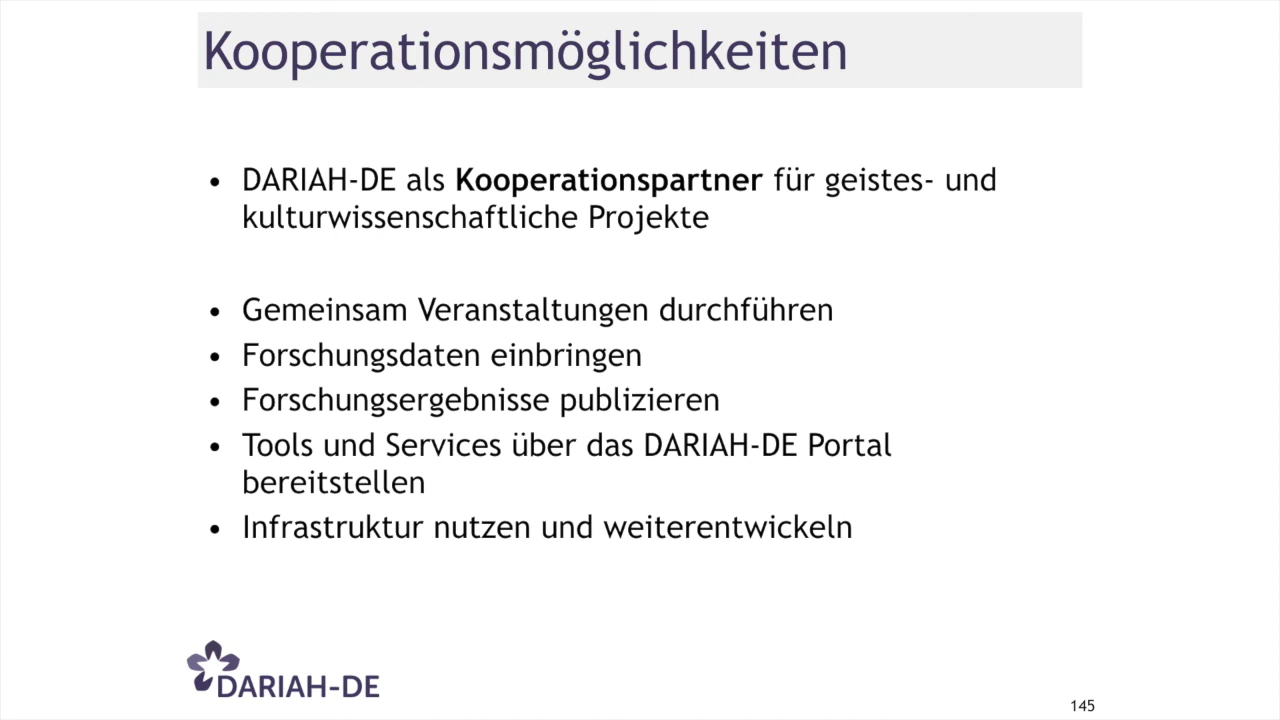 Kooperationsmöglichkeiten
• DARIAH-DE als Kooperationspartner für geistes- und
kulturwissenschaftliche Projekte
• Gemeinsam Veranstaltungen durchführen
• Forschungsdaten einbringen
• Forschungsergebnisse publizieren
• Tools und Services über das DARIAH-DE Portal
bereitstellen
• Infrastruktur nutzen und weiterentwickeln
DARIAH-DE
145